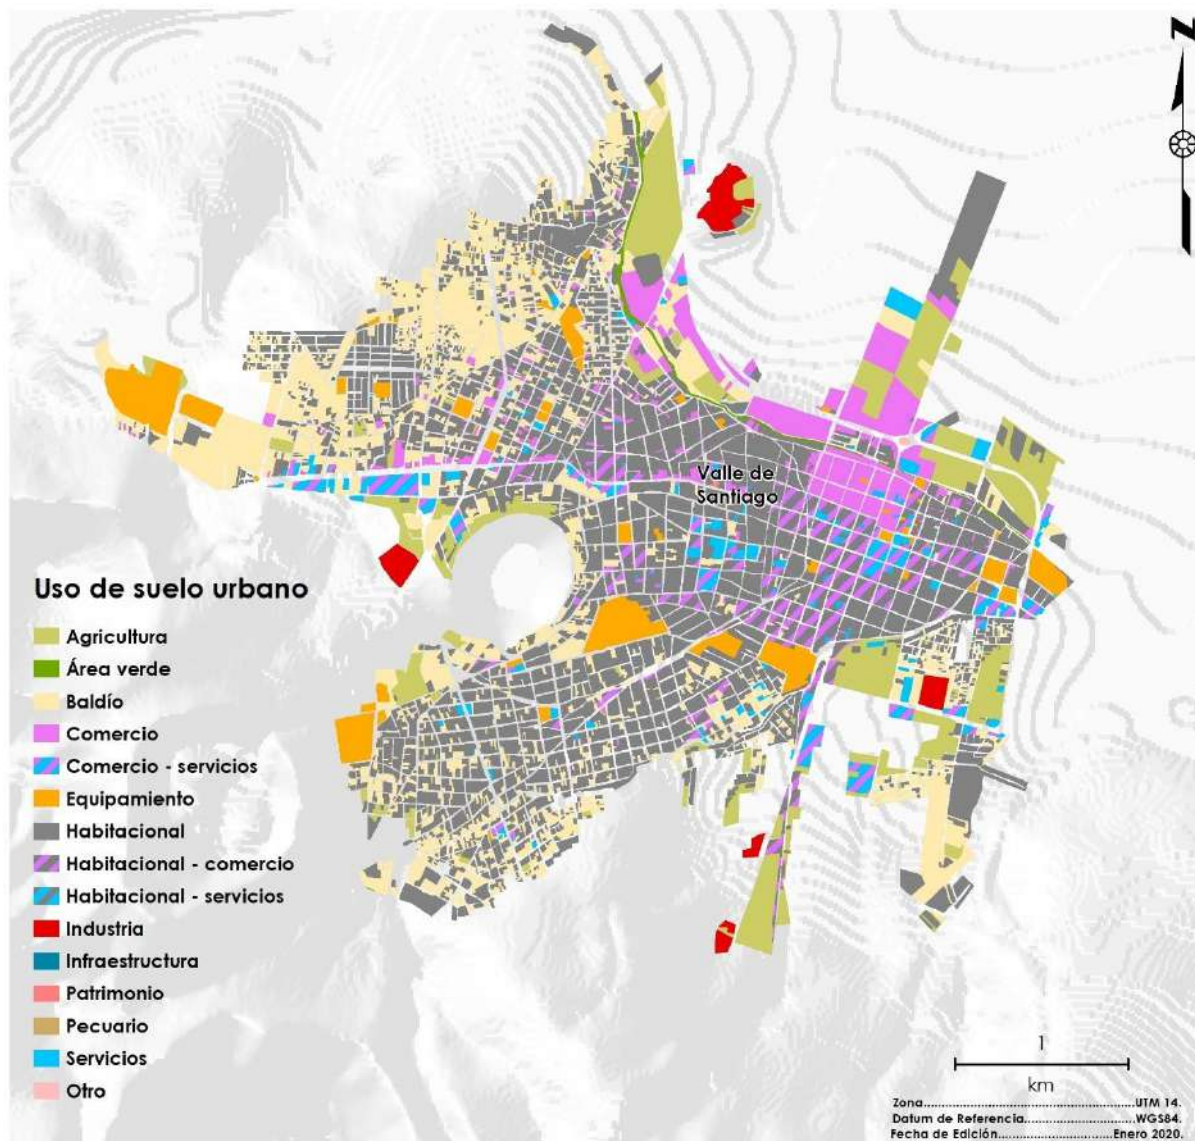 N
Valle de
Santiago
Uso de suelo urbano
Agricultura
Área verde
Baldío
Comercio
Comercio - servicios
Equipamiento
Habitacional
Habitacional - comercio
Habitacional - servicios
Industria
Infraestructura
Patrimonio
Pecuario
Servicios
Otro
1
km
Zona..........................................UTM 14.
Datum de Referencia......................WGS84.
Fecha de Edición......................Enero 2020.